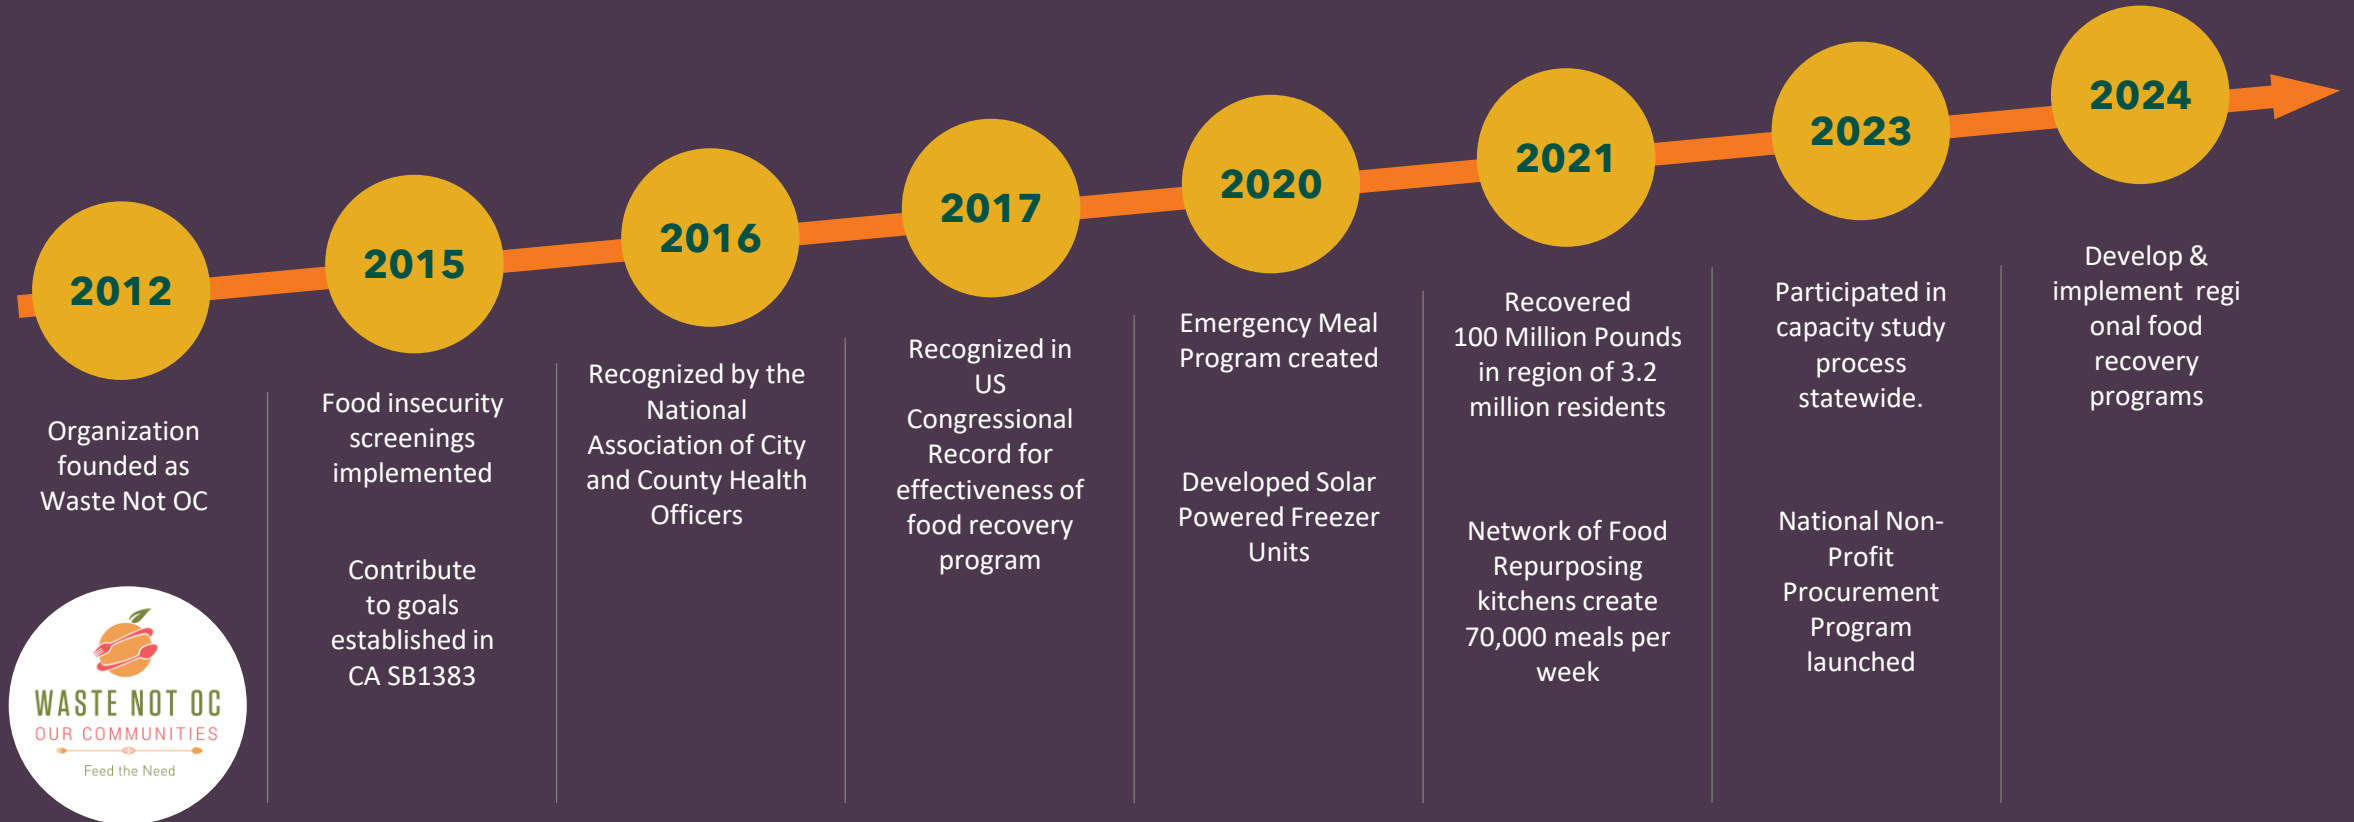 2012
Organization
founded as
Waste Not OC
WASTE NOT OC
OUR COMMUNITIES
Feed the Need
2015
Food insecurity
screenings
implemented
Contribute
to goals
established in
CA SB1383
2016
Recognized by the
National
Association of City
and County Health
Officers
2017
Recognized in
US
Congressional
Record for
effectiveness of
food recovery
program
2020
Emergency Meal
Program created
Developed Solar
Powered Freezer
Units
2021
Recovered
100 Million Pounds
in region of 3.2
million residents
Network of Food
Repurposing
kitchens create
70,000 meals per
week
2023
Participated in
capacity study
process
statewide.
National Non-
Profit
Procurement
Program
launched
2024
Develop &
implement regi
onal food
recovery
programs